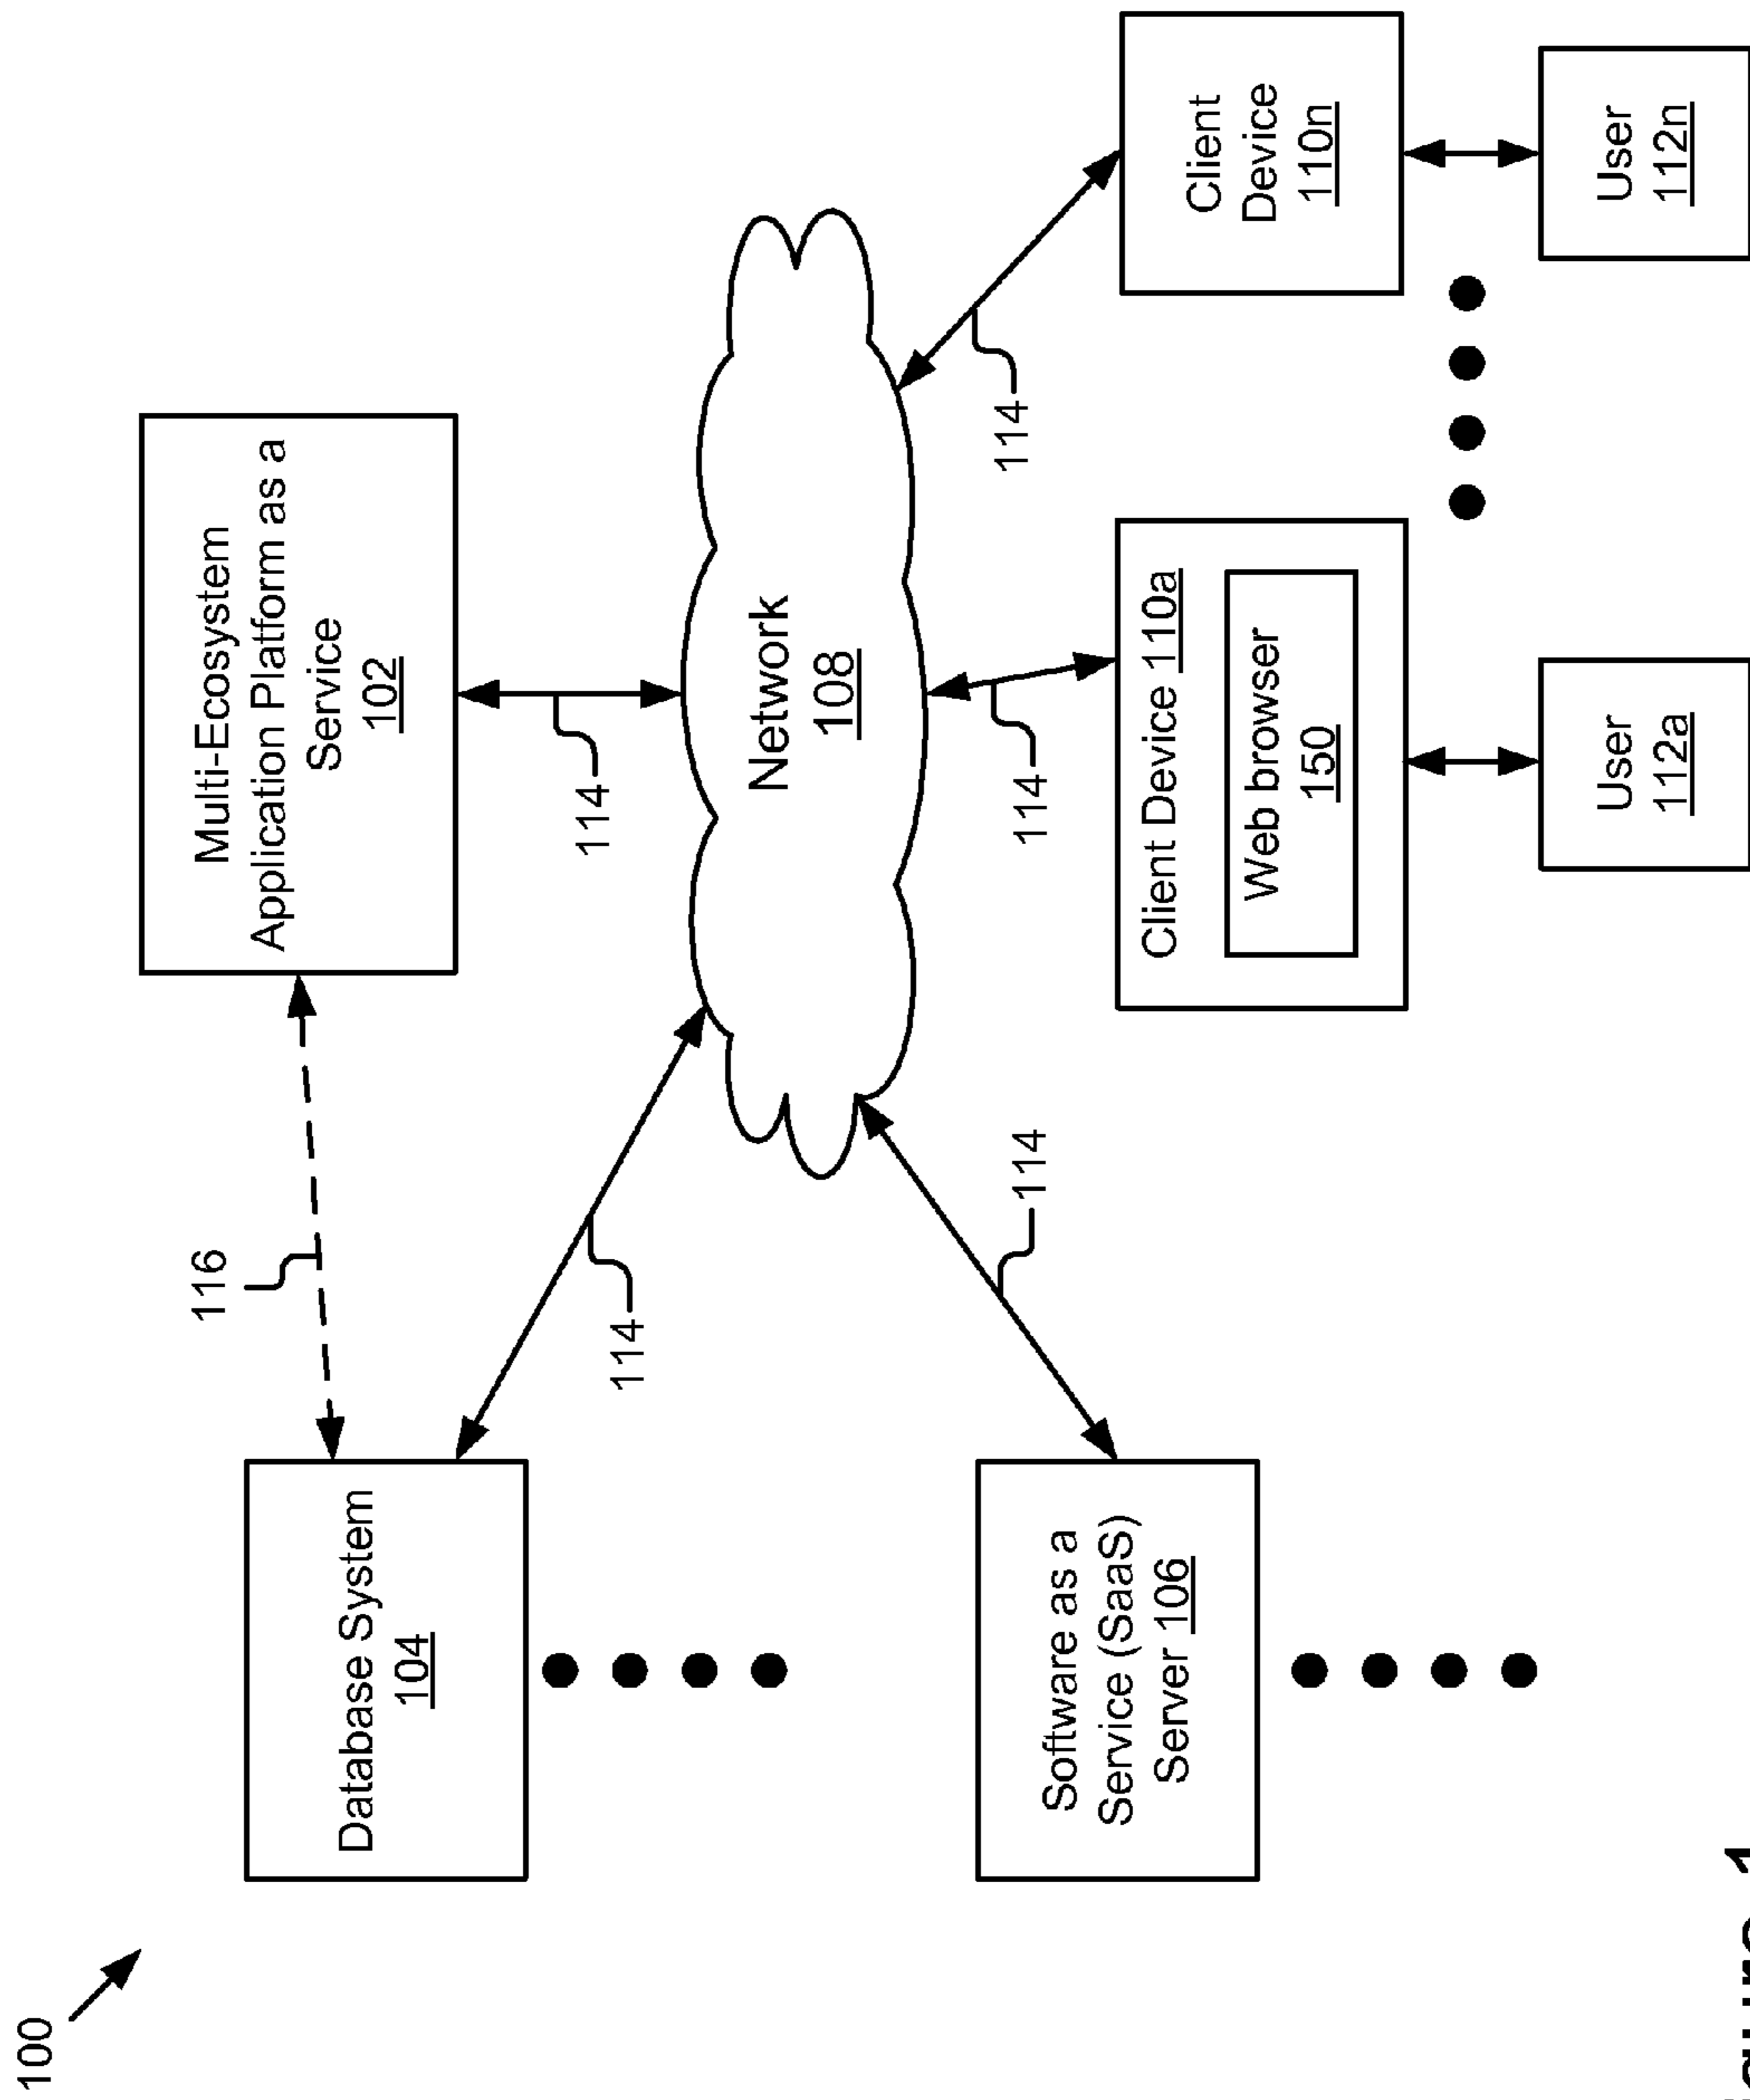 100
Multi-Ecosystem
Application Platform as a
Service
102
116
Database System
104
114
114
Network
108
114
114
114
Software as a
Service (SaaS)
Server 106
Client Device 110a
Web browser
150
Client
Device
110n
User
112a
User
112n